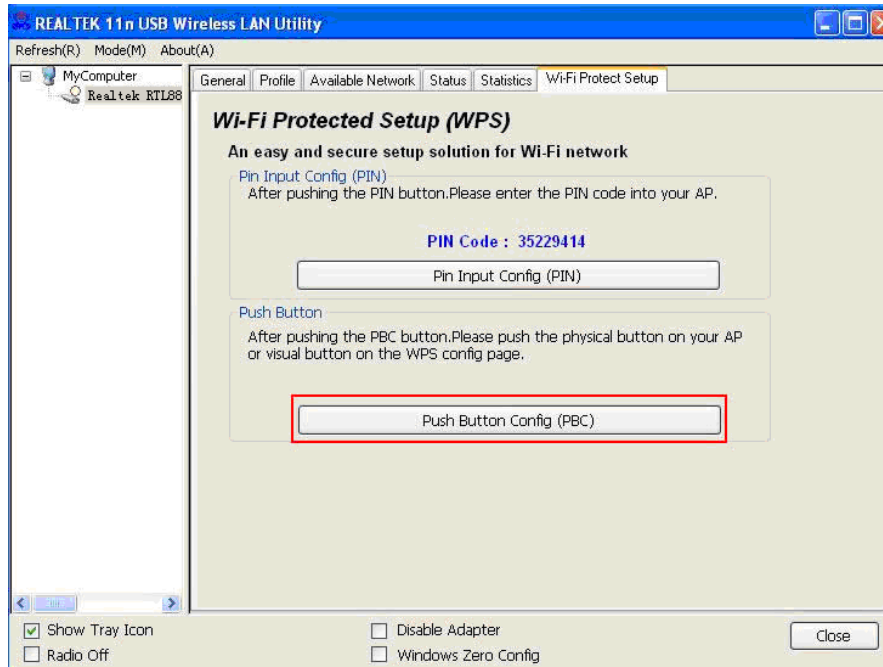 REALTEK 11n USB Wireless LAN Utility
Refresh(R) Mode(M) About(A)
MyComputer
Realtek RTL88
General Profile Available Network Status Statistics Wi-Fi Protect Setup
Wi-Fi Protected Setup (WPS)
An easy and secure setup solution for Wi-Fi network
Pin Input Config (PIN)
After pushing the PIN button.Please enter the PIN code into your AP.
PIN Code : 35229414
Pin Input Config (PIN)
Push Button
After pushing the PBC button.Please push the physical button on your AP
or visual button on the WPS config page.
Push Button Config (PBC)
Show Tray Icon
Radio Off
Disable Adapter
Windows Zero Config
Close